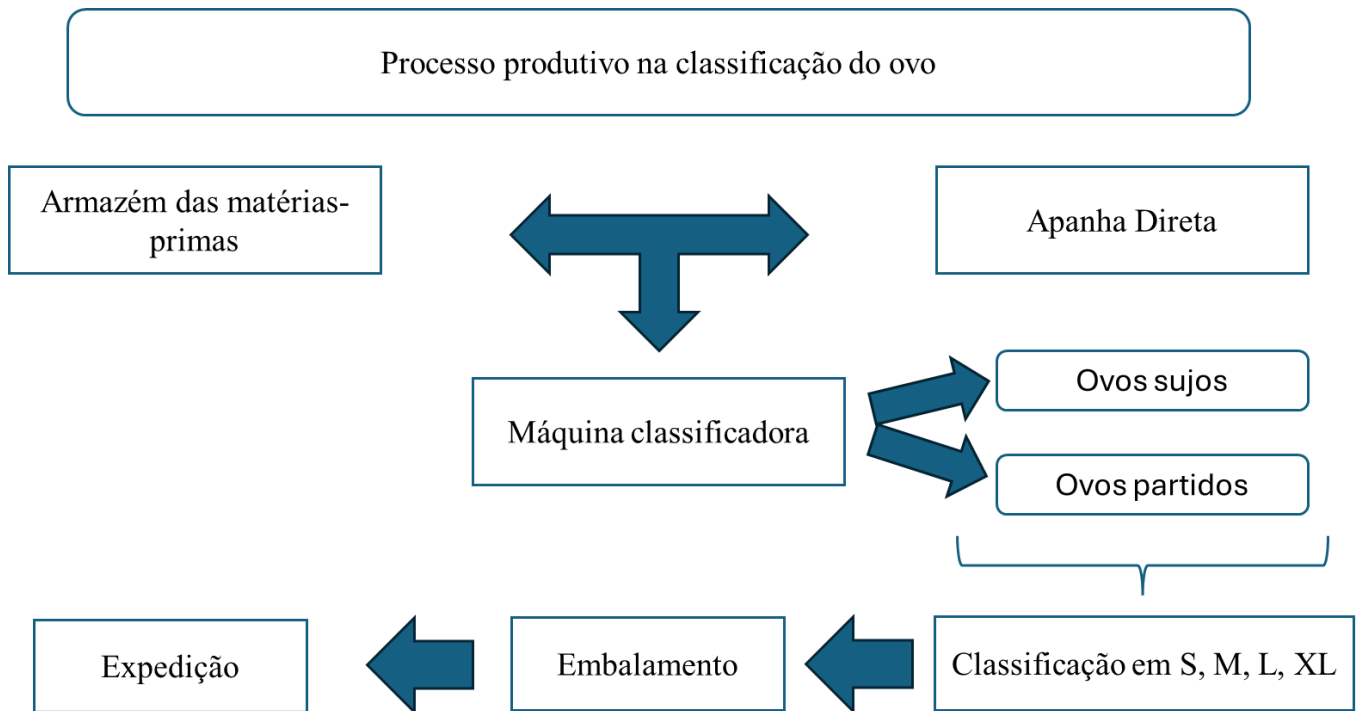 Processo produtivo na classificação do ovo
Armazém das matérias-
primas
Apanha Direta
Máquina classificadora
Ovos sujos
Ovos partidos
Expedição
Embalamento
Classificação em S, M, L, XL